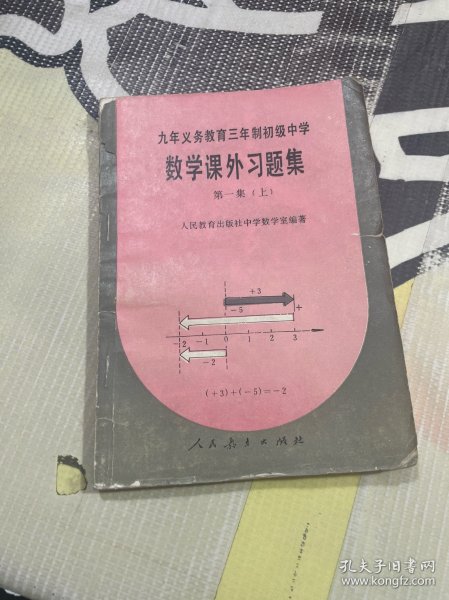 九年义务教育三年制初级中学
数学课外习题集
第一集(上)
人民教育出版社中学数学室编著
+3
-5
+
-2 -1 0 1 2 3
-2
(+3)+(-5)=-2
人民教育出版社
孔夫子旧书网
www.kongfz.com